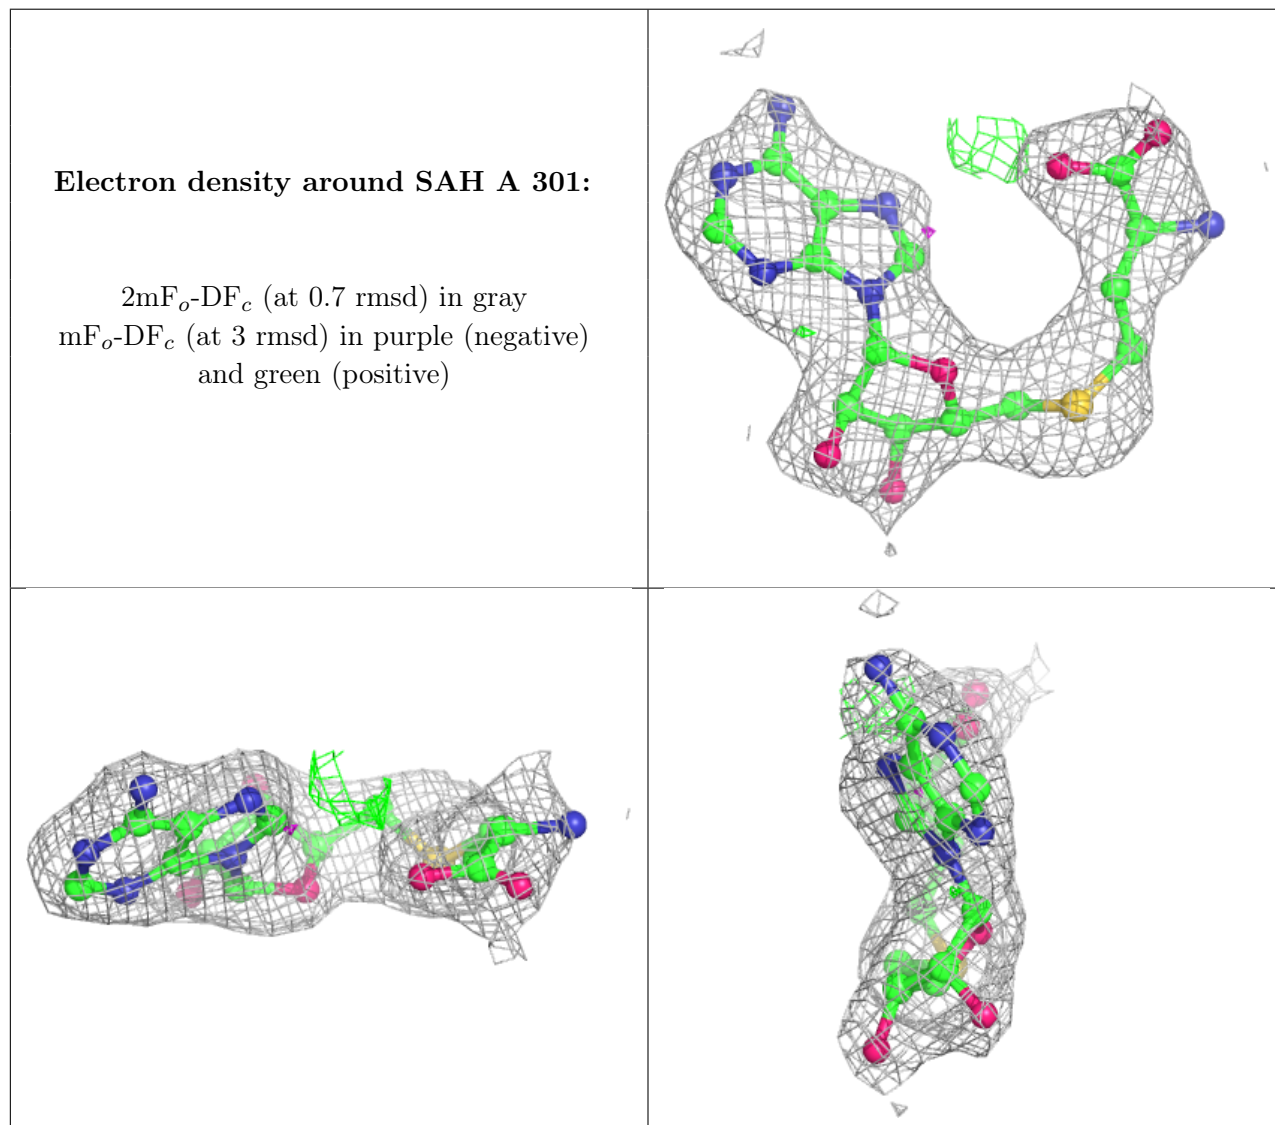 Electron density around SAH A 301:
2mFo-DFc (at 0.7 rmsd) in gray
mFo-DFc (at 3 rmsd) in purple (negative)
and green (positive)